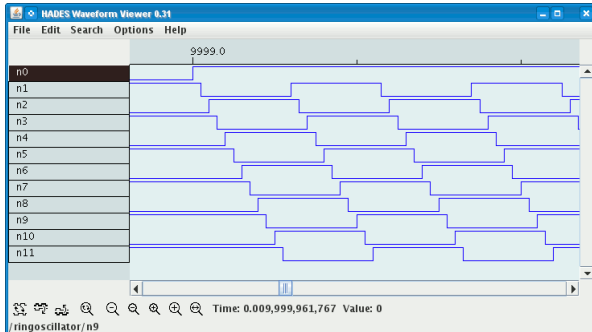 HADES Waveform Viewer 0.31
File Edit Search Options Help
9999.0
n0
n1
n2
n3
n4
n5
n6
n7
n8
n9
n10
n11
Time: 0.009,999,961,767 Value: 0
/ringoscillator/n9